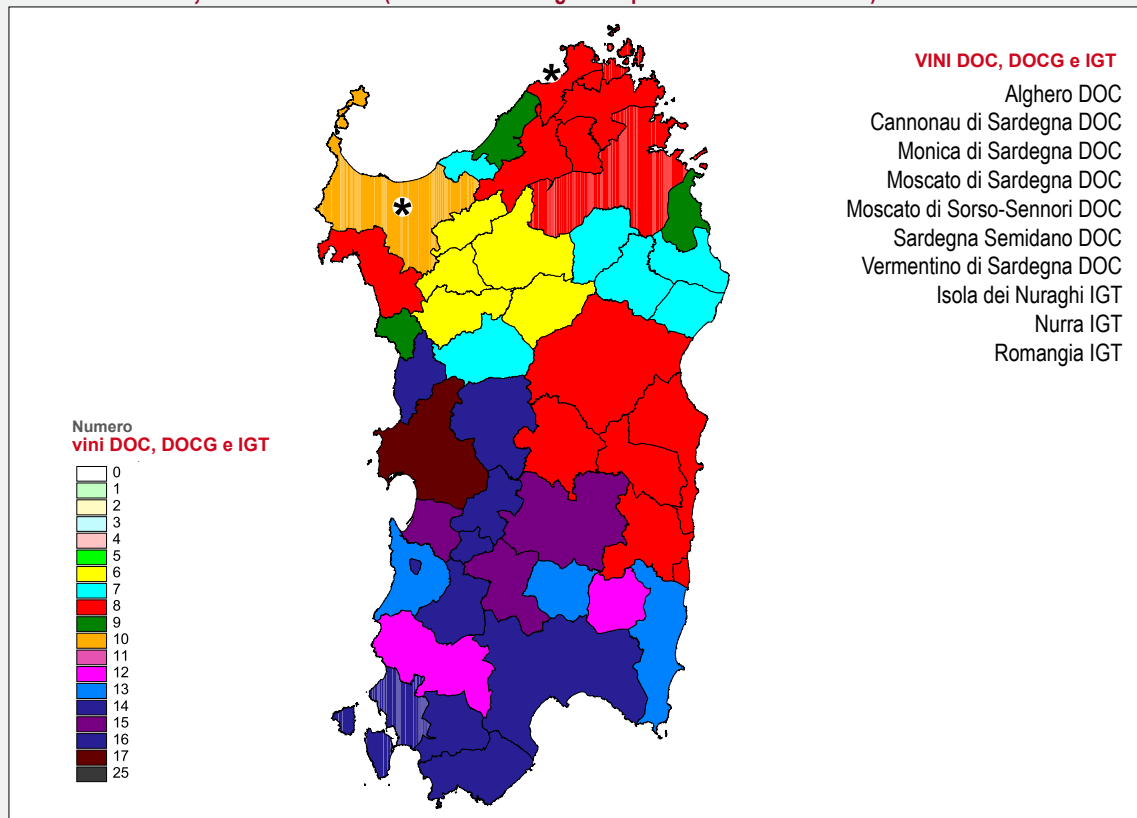 VINI DOC, DOCG e IGT
Alghero DOC
Cannonau di Sardegna DOC
Monica di Sardegna DOC
Moscato di Sardegna DOC
Moscato di Sorso-Sennori DOC
Sardegna Semidano DOC
Vermentino di Sardegna DOC
Isola dei Nuraghi IGT
Nurra IGT
Romangia IGT
*
*
Numero
vini DOC, DOCG e IGT
0
1
2
3
4
5
6
7
8
9
10
11
12
13
14
15
16
17
25